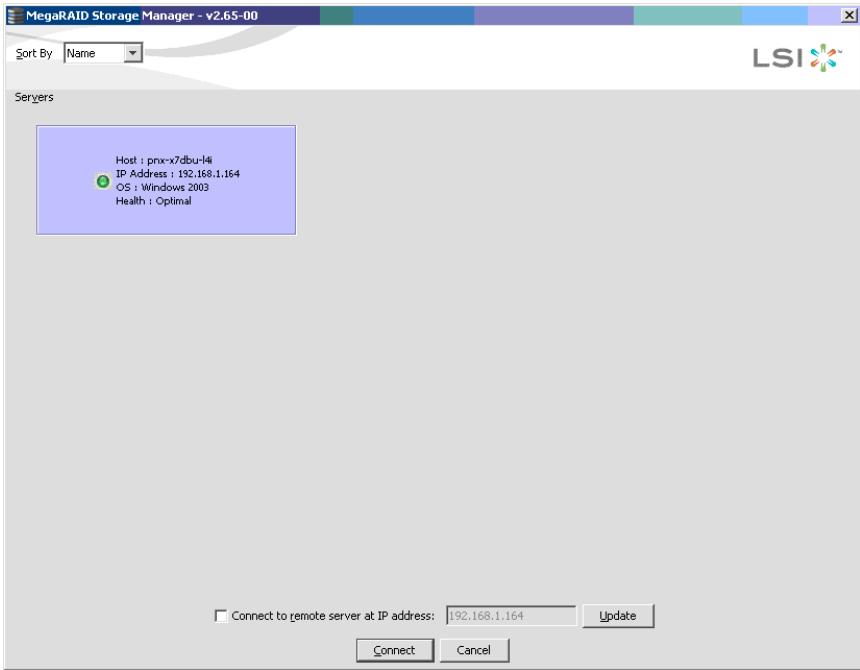 MegaRAID Storage Manager - v2.65-00
Sort By Name
LSI
Servers
Host : pnx-x7dbu-l4i
IP Address : 192.168.1.164
OS : Windows 2003
Health : Optimal
Connect to remote server at IP address: 192.168.1.164 Update
Connect Cancel